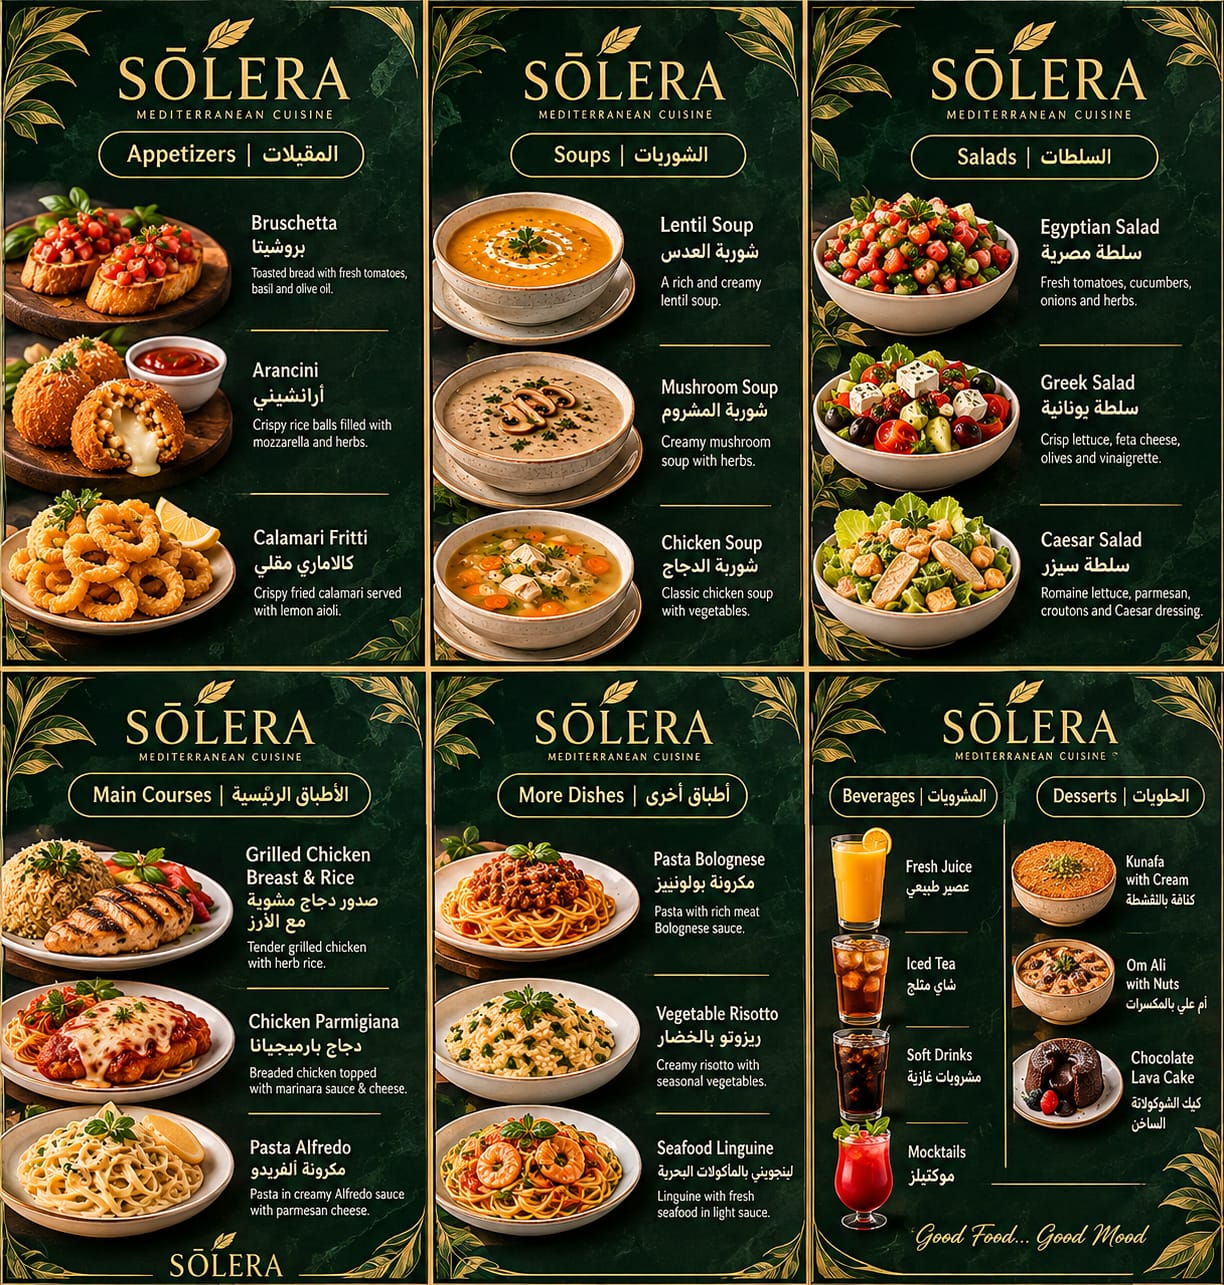 SŌLERA
MEDITERRANEAN CUISINE
Appetizers | المقبلات
Bruschetta
بروشيتا
Toasted bread with fresh tomatoes,
basil and olive oil.
Arancini
أرانشيني
Crispy rice balls filled with
mozzarella and herbs.
Calamari Fritti
كالاماري مقلي
Crispy fried calamari served
with lemon aioli.
SŌLERA
MEDITERRANEAN CUISINE
Soups | الشوربات
Lentil Soup
شوربة العدس
A rich and creamy
lentil soup.
Mushroom Soup
شوربة المشروم
Creamy mushroom
soup with herbs.
Chicken Soup
شوربة الدجاج
Classic chicken soup
with vegetables.
SŌLERA
MEDITERRANEAN CUISINE
Salads | السلطات
Egyptian Salad
سلطة مصرية
Fresh tomatoes, cucumbers,
onions and herbs.
Greek Salad
سلطة يونانية
Crisp lettuce, feta cheese,
olives and vinaigrette.
Caesar Salad
سلطة سيزر
Romaine lettuce, parmesan,
croutons and Caesar dressing.
SŌLERA
MEDITERRANEAN CUISINE
Main Courses | الأطباق الرئيسية
Grilled Chicken
Breast & Rice
صدور دجاج مشوية
مع الأرز
Tender grilled chicken
with herb rice.
Chicken Parmigiana
دجاج بارميجيانا
Breaded chicken topped
with marinara sauce & cheese.
Pasta Alfredo
مكرونة ألفريدو
Pasta in creamy Alfredo sauce
with parmesan cheese.
SŌLERA
SŌLERA
MEDITERRANEAN CUISINE
More Dishes | أطباق أخرى
Pasta Bolognese
مكرونة بولونييز
Pasta with rich meat
Bolognese sauce.
Vegetable Risotto
ريزوتو بالخضار
Creamy risotto with
seasonal vegetables.
Seafood Linguine
لينجويني بالمأكولات البحرية
Linguine with fresh
seafood in light sauce.
SŌLERA
MEDITERRANEAN CUISINE
Beverages | المشروبات
Fresh Juice
عصير طبيعي
Iced Tea
شاي مثلج
Soft Drinks
مشروبات غازية
Mocktails
موكتيلز
Desserts | الحلويات
Kunafa
with Cream
كنافة بالقشطة
Om Ali
with Nuts
أم علي بالمكسرات
Chocolate
Lava Cake
كيك الشوكولاتة
الساخن
Good Food... Good Mood